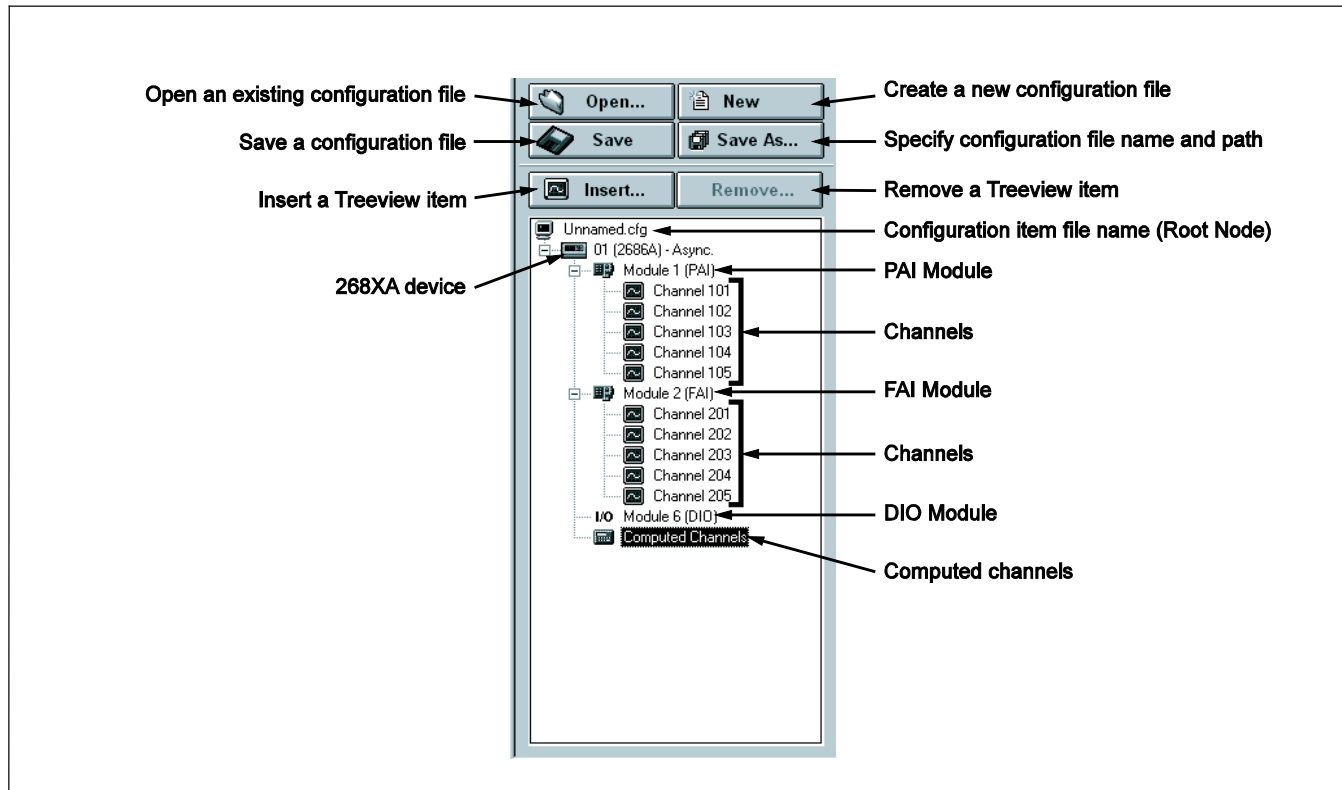 Open an existing configuration file
Open...
New
Create a new configuration file
Save a configuration file
Save
Save As...
Specify configuration file name and path
Insert a Treeview item
Insert...
Remove...
Remove a Treeview item
Unnamed.cfg
Configuration item file name (Root Node)
01 (2686A) - Async.
268XA device
Module 1 (PAI)
PAI Module
Channel 101
Channel 102
Channel 103
Channels
Channel 104
Channel 105
Module 2 (FAI)
FAI Module
Channel 201
Channel 202
Channel 203
Channels
Channel 204
Channel 205
I/O Module 6 (DIO)
DIO Module
Computed Channels
Computed channels